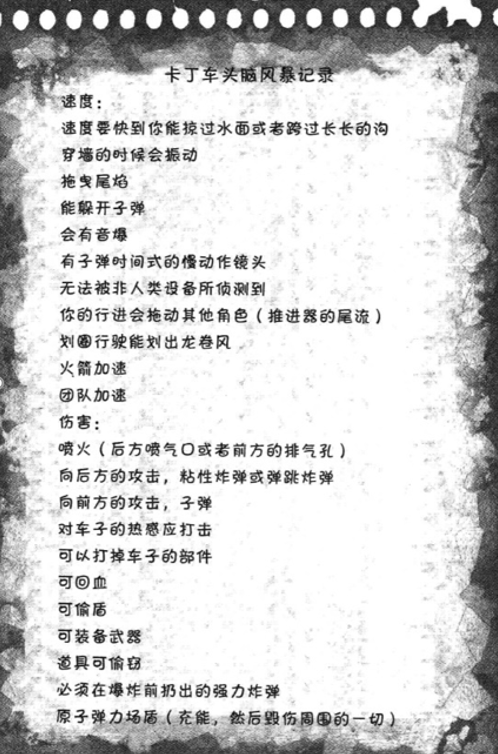 卡丁车头脑风暴记录
速度：
速度要快到你能掠过水面或者跨过长长的沟
穿墙的时候会振动
拖曳尾焰
能躲开子弹
会有音爆
有子弹时间式的慢动作镜头
无法被非人类设备所侦测到
你的行进会拖动其他角色（推进器的尾流）
划圈行驶能划出龙卷风
火箭加速
团队加速
伤害：
喷火（后方喷气口或者前方的排气孔）
向后方的攻击，粘性炸弹或弹跳炸弹
向前方的攻击，子弹
对车子的热感应打击
可以打掉车子的部件
可回血
可偷盾
可装备武器
道具可偷窃
必须在爆炸前扔出的强力炸弹
原子弹力场盾（充能，然后毁伤周围的一切）